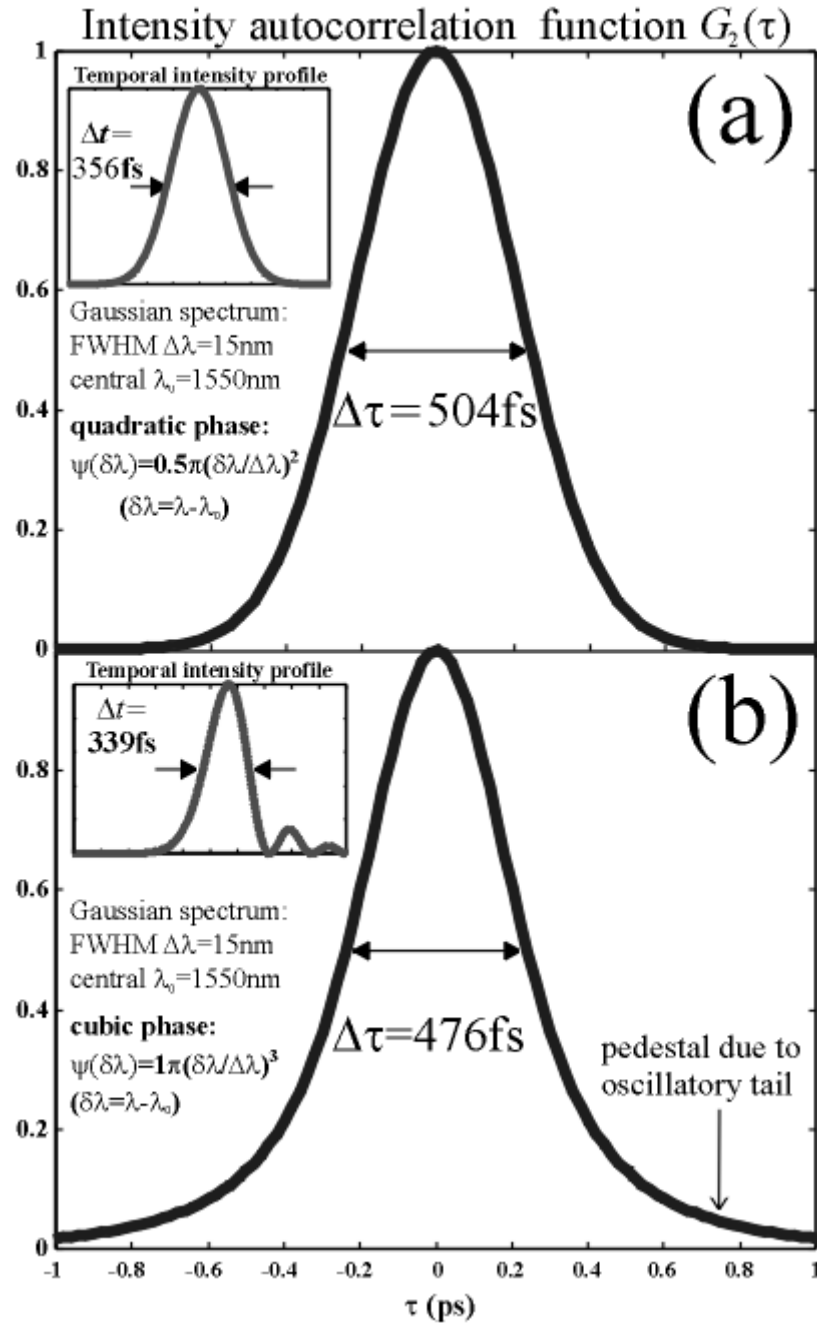 Intensity autocorrelation function G₂(τ)
1
Temporal intensity profile
(a)
Δt=
356fs
0.8
0.6
Gaussian spectrum:
FWHM Δλ=15nm
central λ₀=1550nm
Δτ=504fs
0.4
quadratic phase:
ψ(δλ)=0.5π(δλ/Δλ)²
(δλ=λ-λ₀)
0.2
0
Temporal intensity profile
(b)
Δt=
339fs
0.8
0.6
Gaussian spectrum:
FWHM Δλ=15nm
central λ₀=1550nm
Δτ=476fs
0.4
cubic phase:
ψ(δλ)=1π(δλ/Δλ)³
(δλ=λ-λ₀)
pedestal due to
oscillatory tail
0.2
0
-1 -0.8 -0.6 -0.4 -0.2 0 0.2 0.4 0.6 0.8 1
τ (ps)